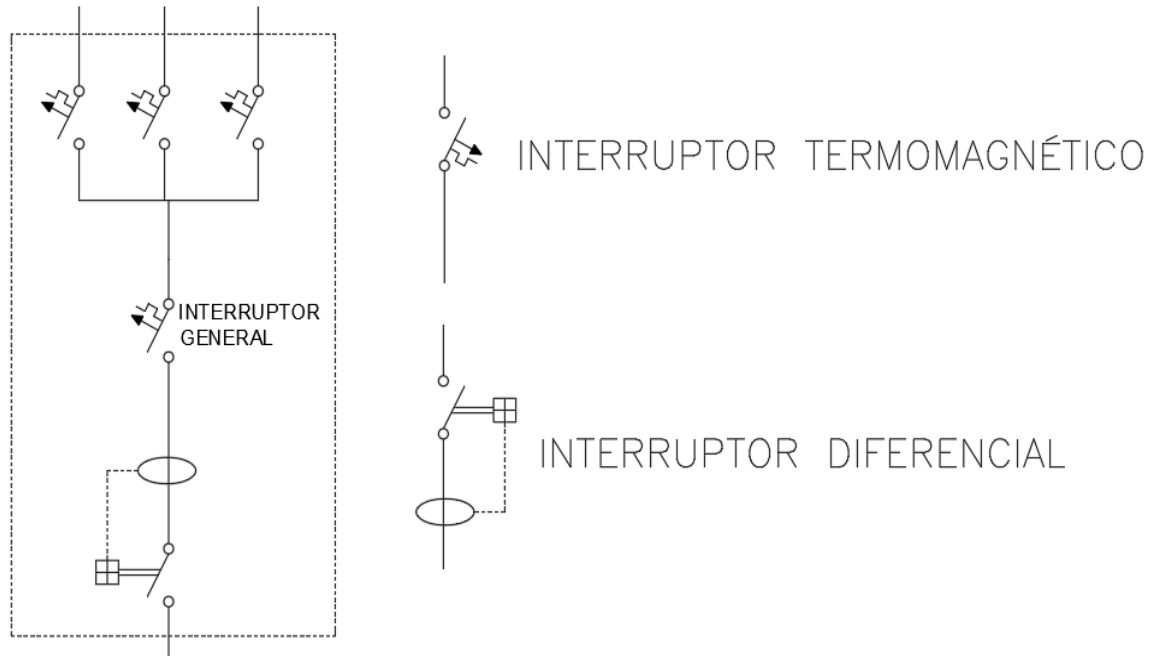 INTERRUPTOR
GENERAL
INTERRUPTOR TERMOMAGNÉTICO
INTERRUPTOR DIFERENCIAL